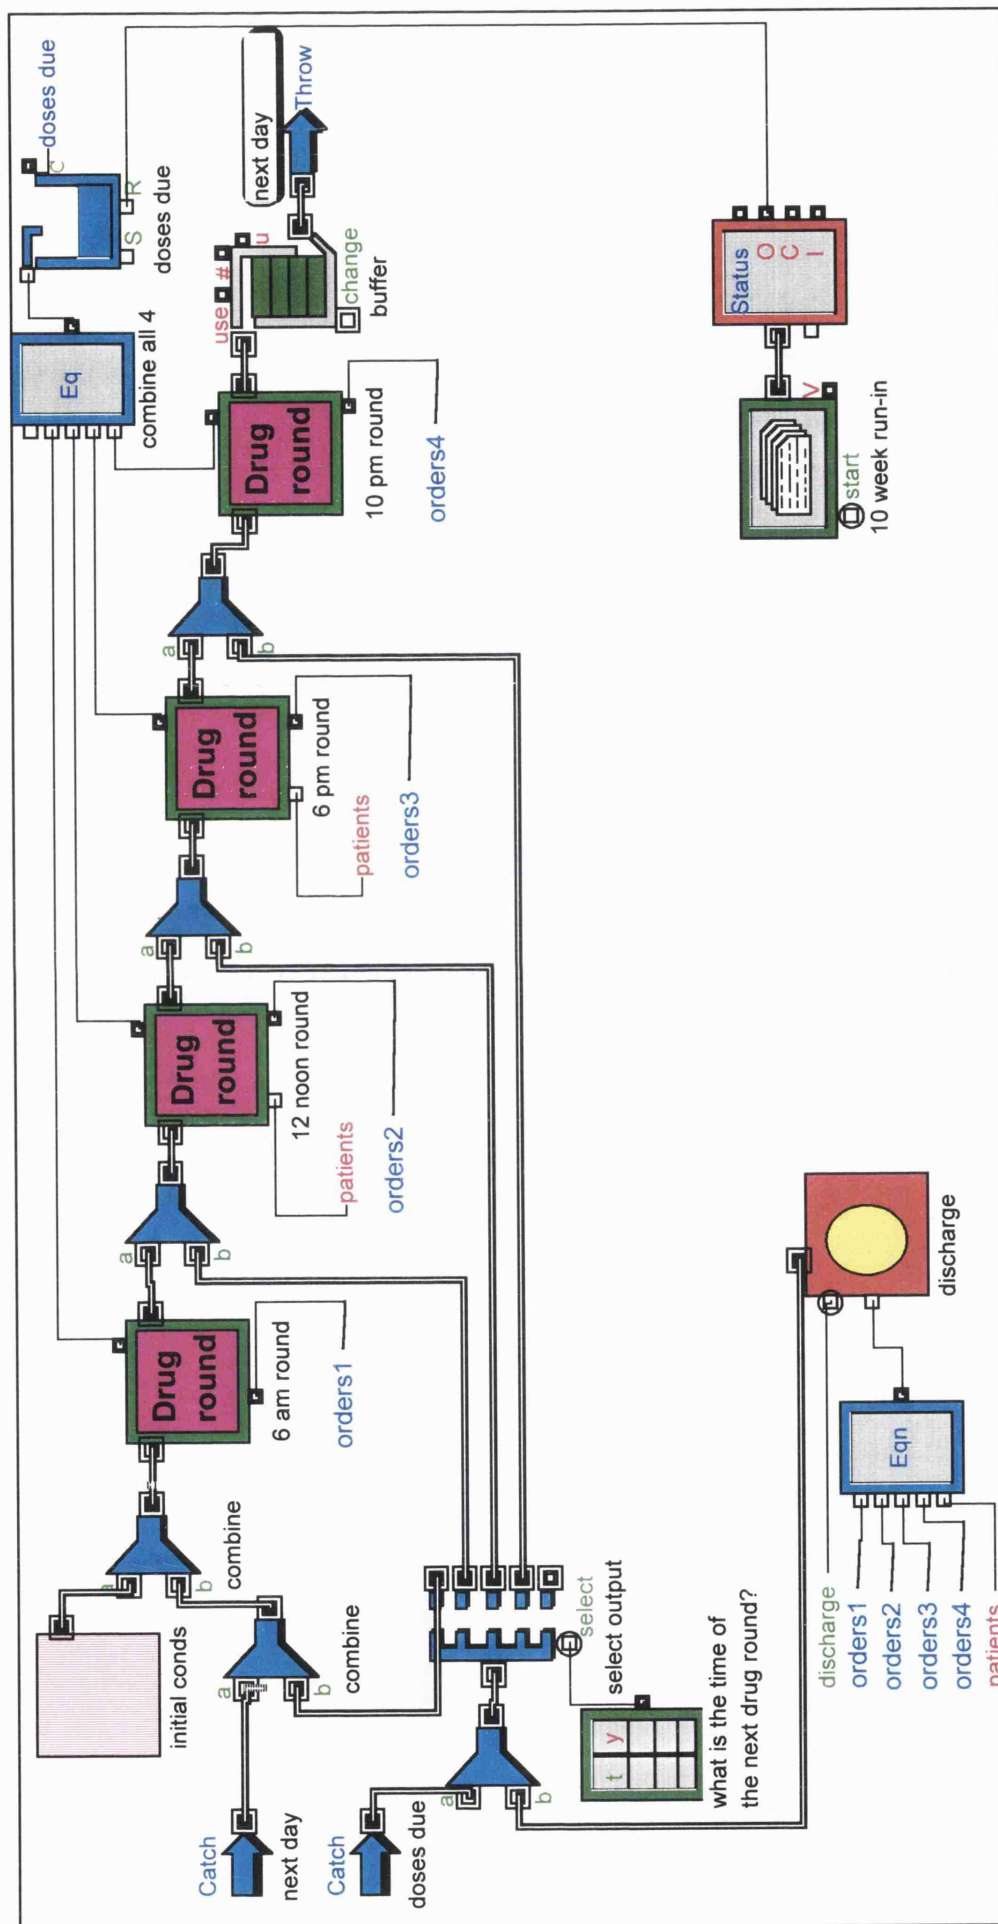 doses due
C
S
R
doses due
Eq
combine all 4
next day
Throw
use
#
u
change
buffer
Drug
round
10 pm round
orders4
a
b
Drug
round
6 pm round
patients
orders3
a
b
Drug
round
12 noon round
patients
orders2
a
b
Drug
round
6 am round
orders1
a
b
combine
initial conds
a
b
combine
Catch
next day
Catch
doses due
a
b
select
select output
t
y
what is the time of
the next drug round?
Status
O
C
I
V
start
10 week run-in
discharge
Eqn
discharge
orders1
orders2
orders3
orders4
patients